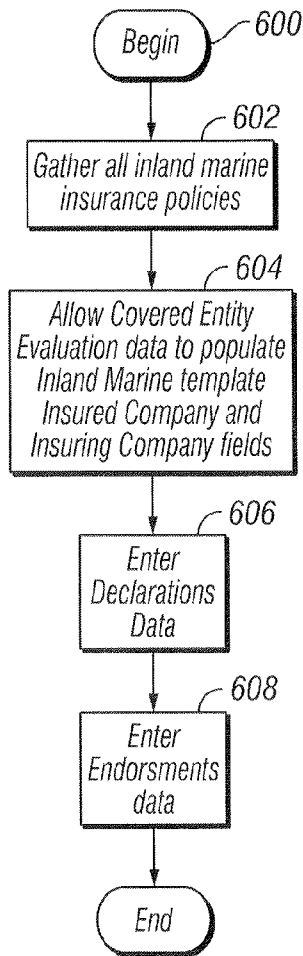 Begin
600
602
Gather all inland marine
insurance policies
604
Allow Covered Entity
Evaluation data to populate
Inland Marine template
Insured Company and
Insuring Company fields
606
Enter
Declarations
Data
608
Enter
Endorsments
data
End